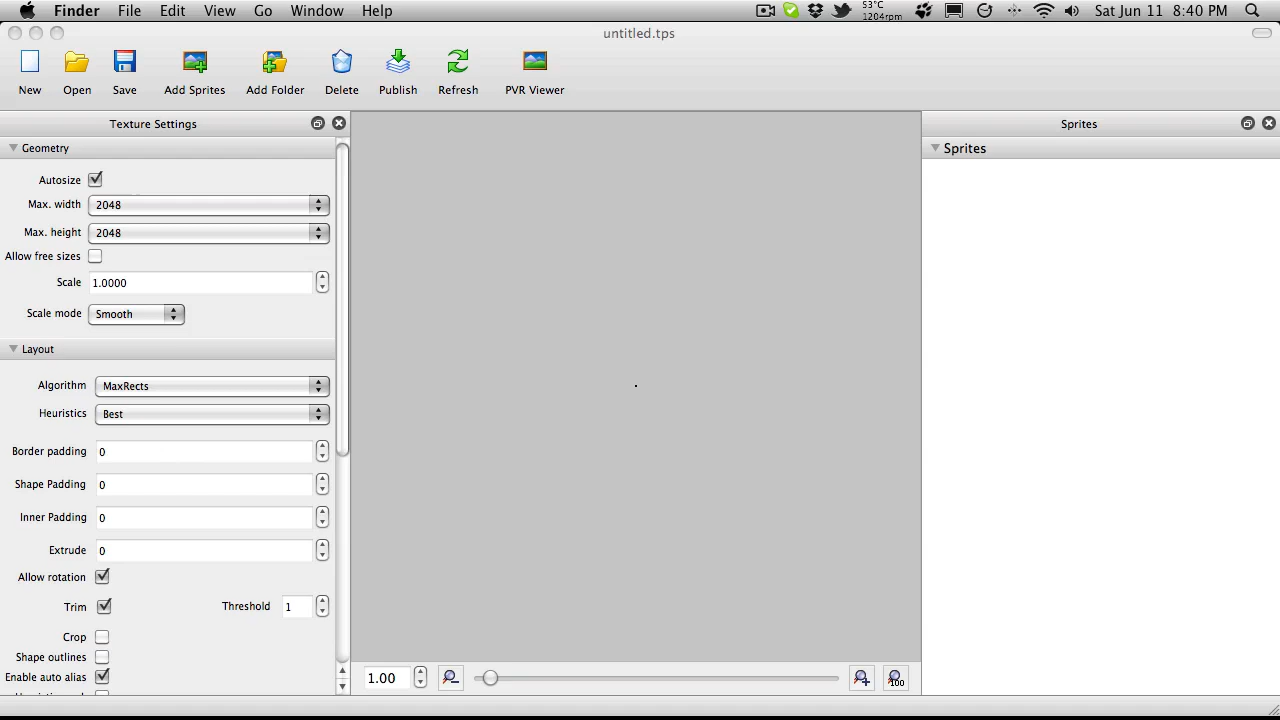 Finder File Edit View Go Window Help 53°C 1204rpm Sat Jun 11 8:40 PM
untitled.tps
New Open Save Add Sprites Add Folder Delete Publish Refresh PVR Viewer
Texture Settings
Geometry
Autosize
Max. width 2048
Max. height 2048
Allow free sizes
Scale 1.0000
Scale mode Smooth
Layout
Algorithm MaxRects
Heuristics Best
Border padding 0
Shape Padding 0
Inner Padding 0
Extrude 0
Allow rotation
Trim Threshold 1
Crop
Shape outlines
Enable auto alias
1.00
100
Sprites
Sprites